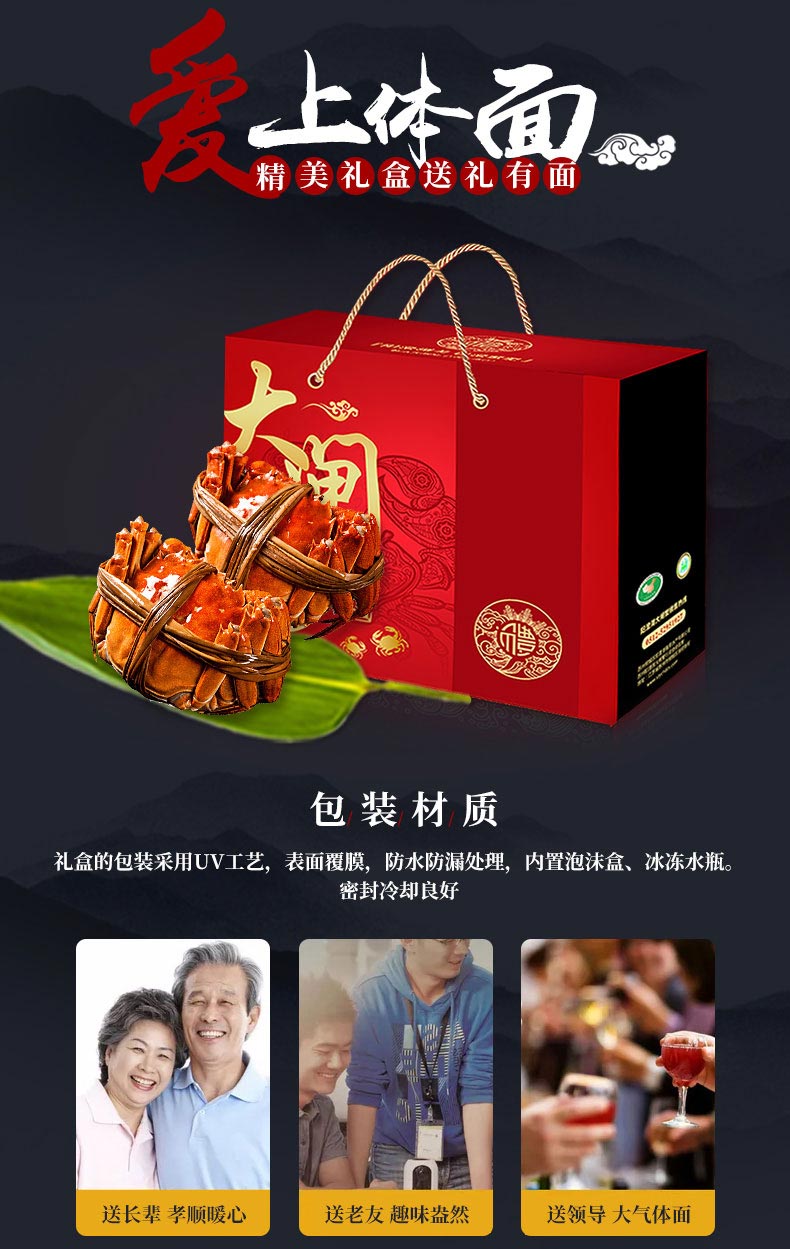 爱上体面
精美礼盒送礼有面
大闸
包装材质
礼盒的包装采用UV工艺，表面覆膜，防水防漏处理，内置泡沫盒、冰冻水瓶。
密封冷却良好
送长辈 孝顺暖心
送老友 趣味盎然
送领导 大气体面